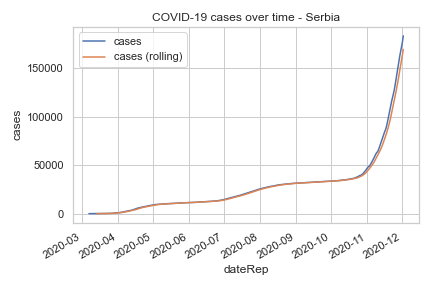 COVID-19 cases over time - Serbia
cases
cases (rolling)
150000
100000
50000
0
cases
2020-03
2020-04
2020-05
2020-06
2020-07
2020-08
2020-09
2020-10
2020-11
2020-12
dateRep